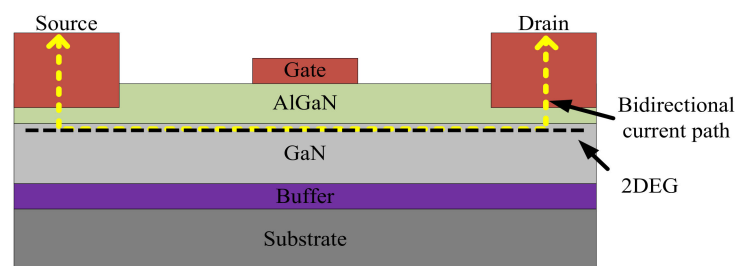 Source
Drain
Gate
AlGaN
Bidirectional
current path
GaN
2DEG
Buffer
Substrate